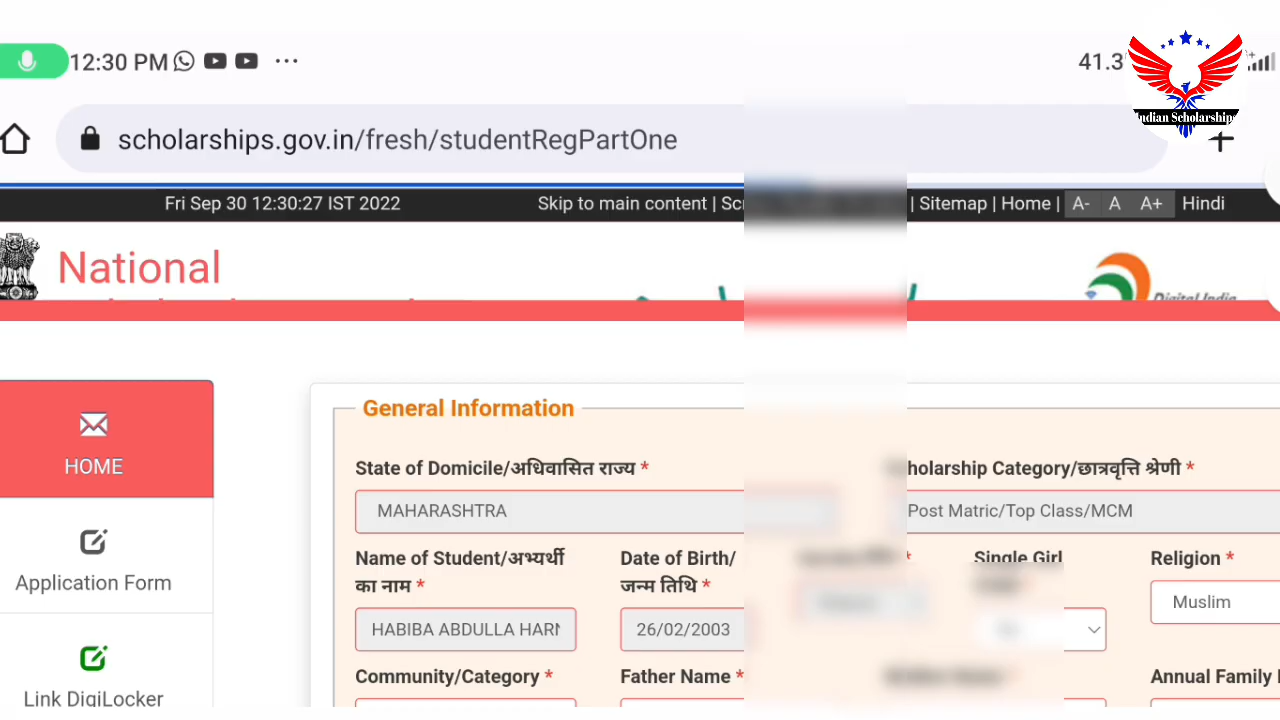 12:30 PM
41.3
Indian Scholarships
scholarships.gov.in/fresh/studentRegPartOne
Fri Sep 30 12:30:27 IST 2022 Skip to main content | | Sitemap | Home | A- A A+ Hindi
National
Digital India
HOME
Application Form
Link DigiLocker
General Information
State of Domicile/अधिवासित राज्य * Scholarship Category/छात्रवृत्ति श्रेणी *
MAHARASHTRA Post Matric/Top Class/MCM
Name of Student/अभ्यर्थी का नाम * Date of Birth/ जन्म तिथि * Single Girl Religion *
HABIBA ABDULLA 26/02/2003 Muslim
Community/Category * Father Name * Annual Family